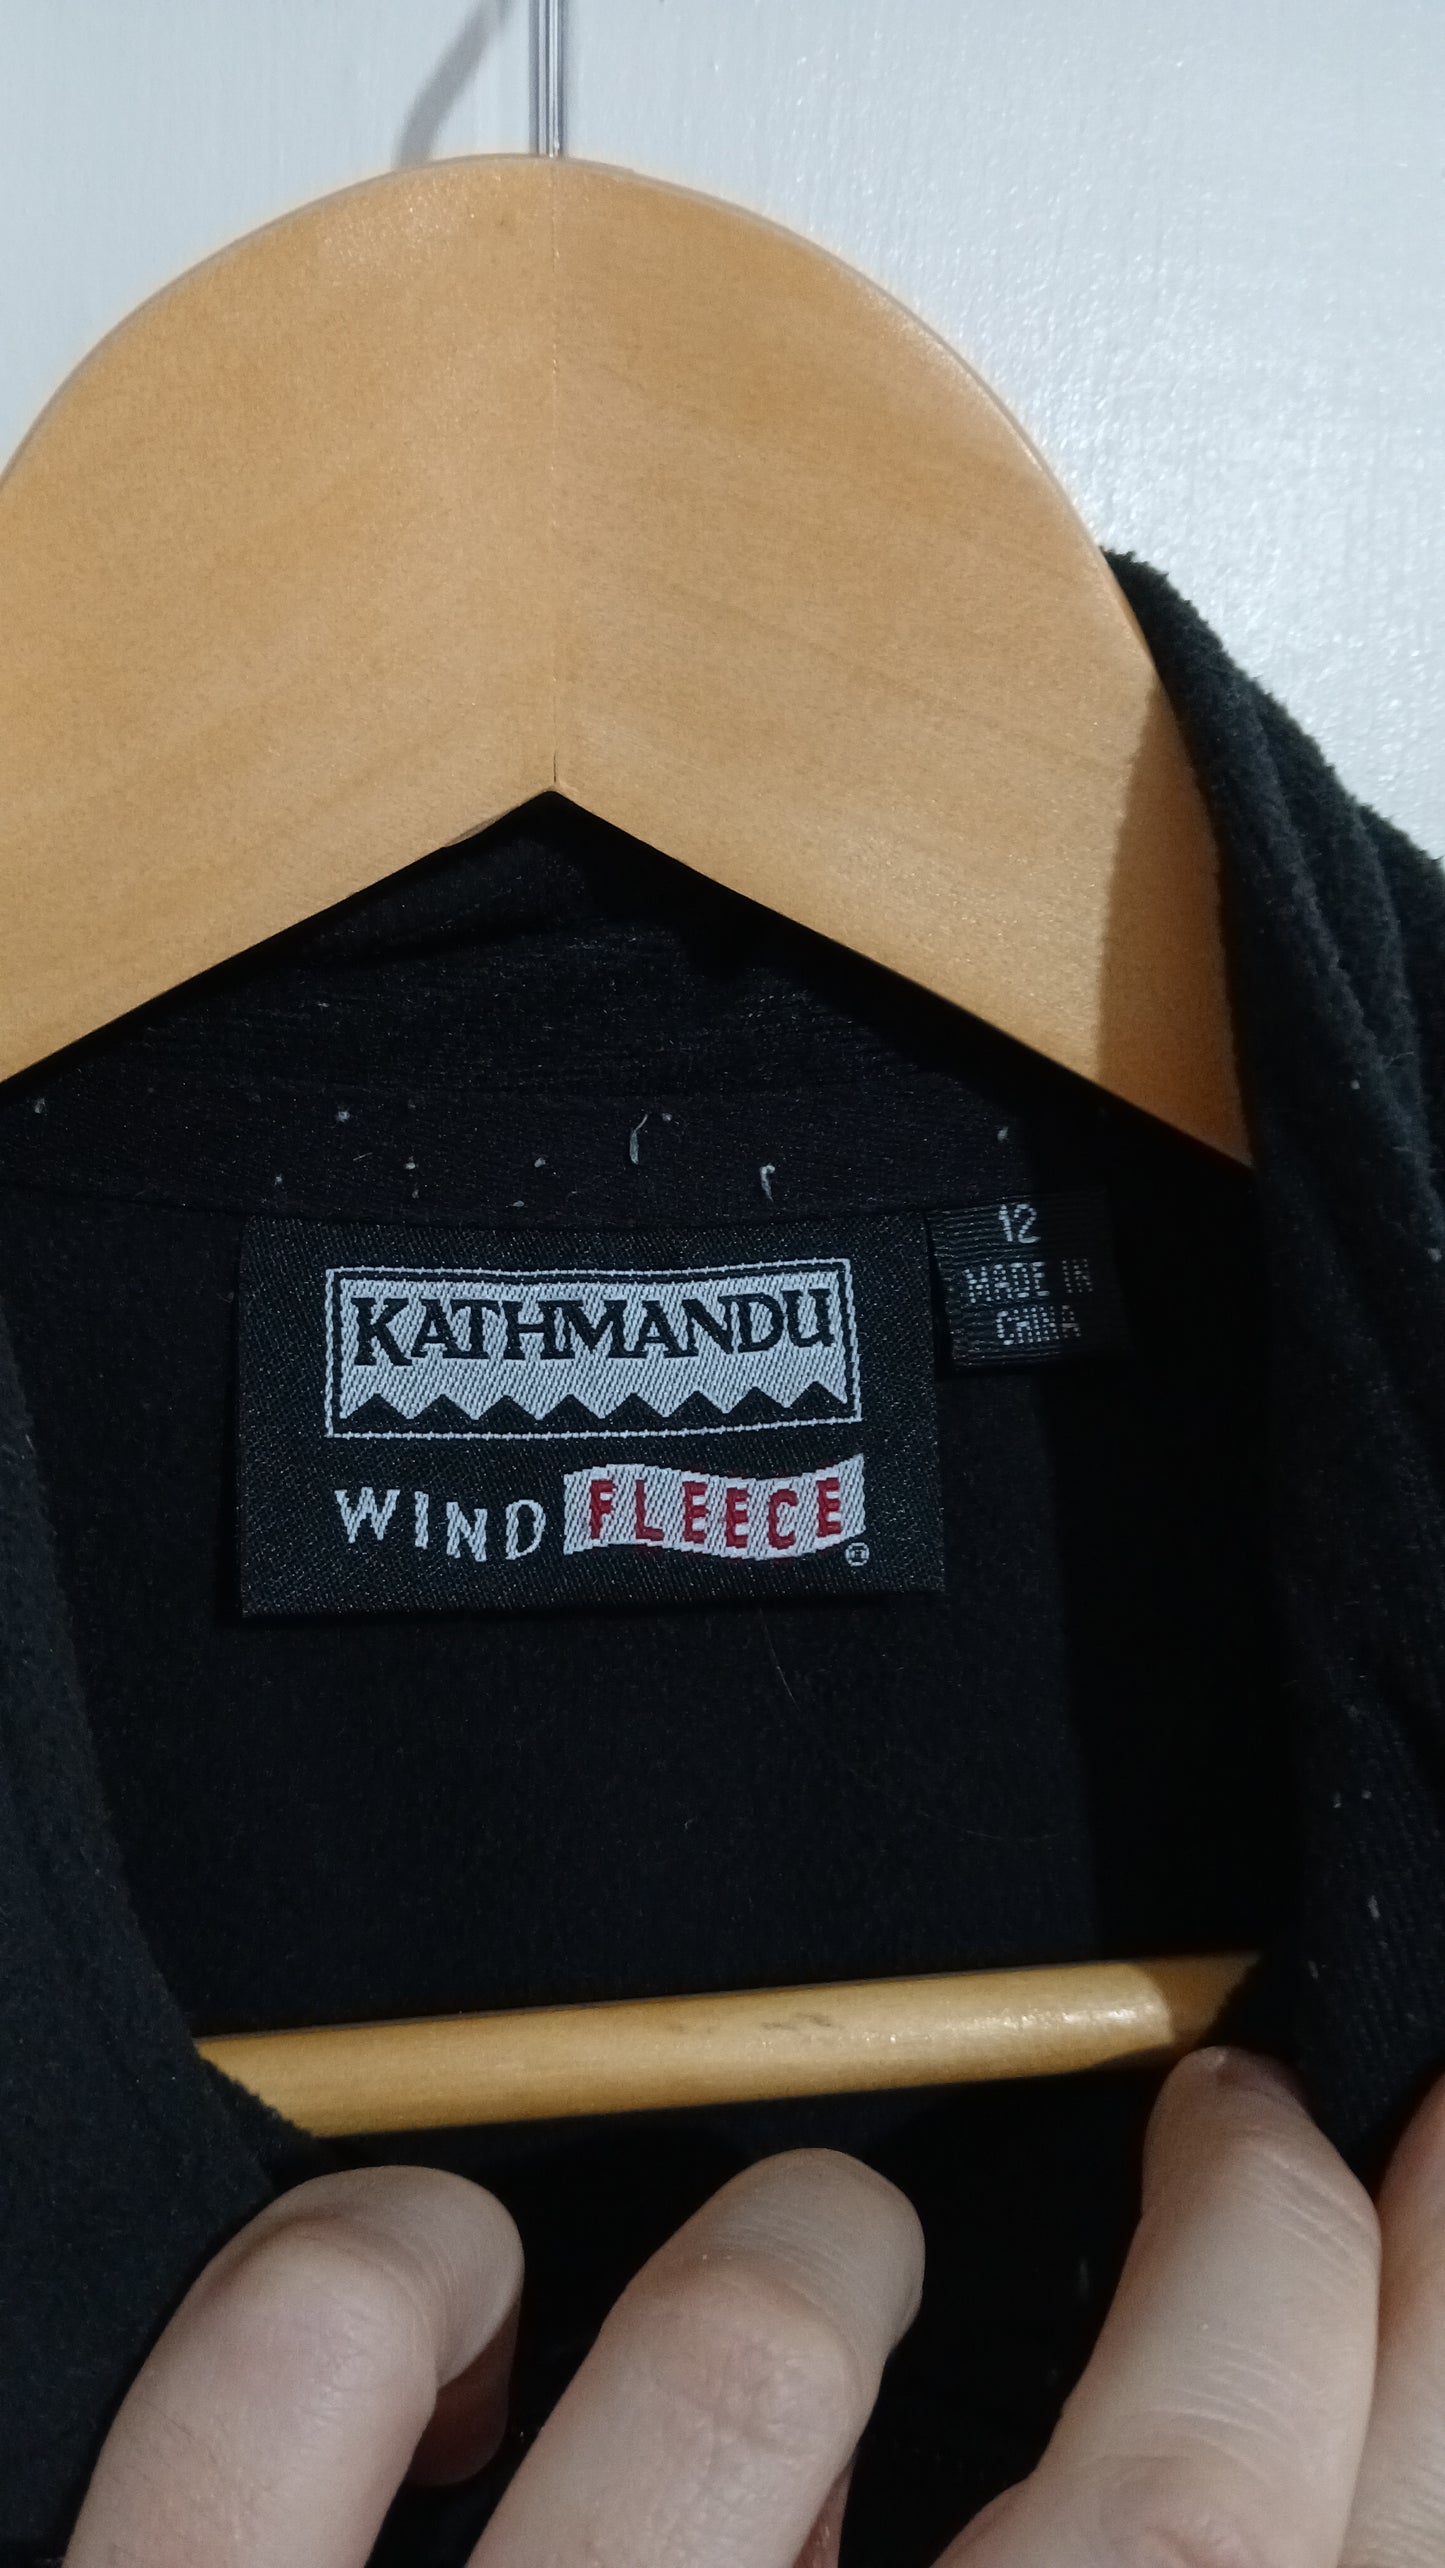 KATHMANDU
WIND FLEECE ®
12
MADE IN
CHINA